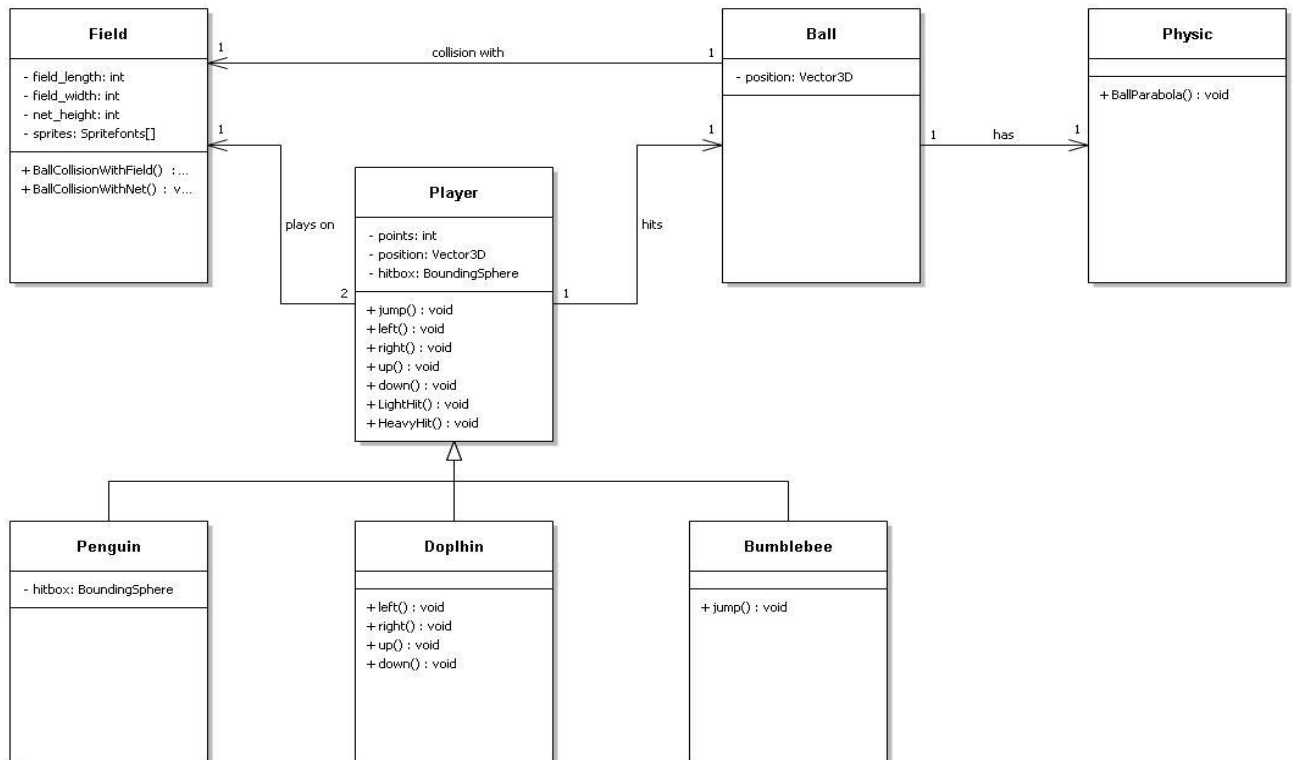 Field
- field_length: int
- field_width: int
- net_height: int
- sprites: Spritefonts[]
+ BallCollisionWithField() :...
+ BallCollisionWithNet() : v...
1
collision with
1
Ball
- position: Vector3D
Physic
+ BallParabola() : void
1
has
1
1
plays on
2
Player
- points: int
- position: Vector3D
- hitbox: BoundingSphere
+ jump() : void
+ left() : void
+ right() : void
+ up() : void
+ down() : void
+ LightHit() : void
+ HeavyHit() : void
1
hits
1
Penguin
- hitbox: BoundingSphere
Doplhin
+ left() : void
+ right() : void
+ up() : void
+ down() : void
Bumblebee
+ jump() : void